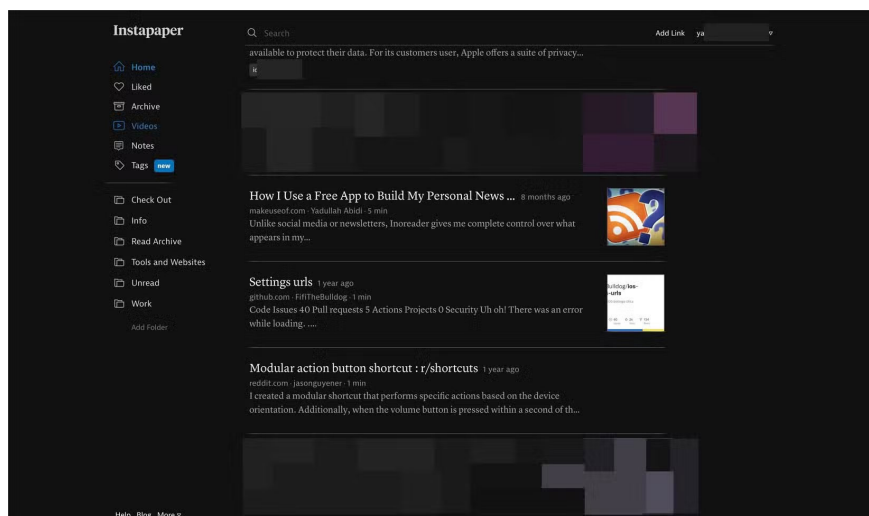 Instapaper
Search
Add Link ya
Home
Liked
Archive
Videos
Notes
Tags new
Check Out
Info
Read Archive
Tools and Websites
Unread
Work
Add Folder
Help Blog More
available to protect their data. For its customers user, Apple offers a suite of privacy...
How I Use a Free App to Build My Personal News ... 8 months ago
makeuseof.com · Yadullah Abidi · 5 min
Unlike social media or newsletters, Inoreader gives me complete control over what
appears in my...
Settings urls 1 year ago
github.com · FifiTheBulldog · 1 min
Code Issues 40 Pull requests 5 Actions Projects 0 Security Uh oh! There was an error
while loading. ....
ulldog/ios-
-urls
Modular action button shortcut : r/shortcuts 1 year ago
reddit.com · jasonguyener · 1 min
I created a modular shortcut that performs specific actions based on the device
orientation. Additionally, when the volume button is pressed within a second of th...